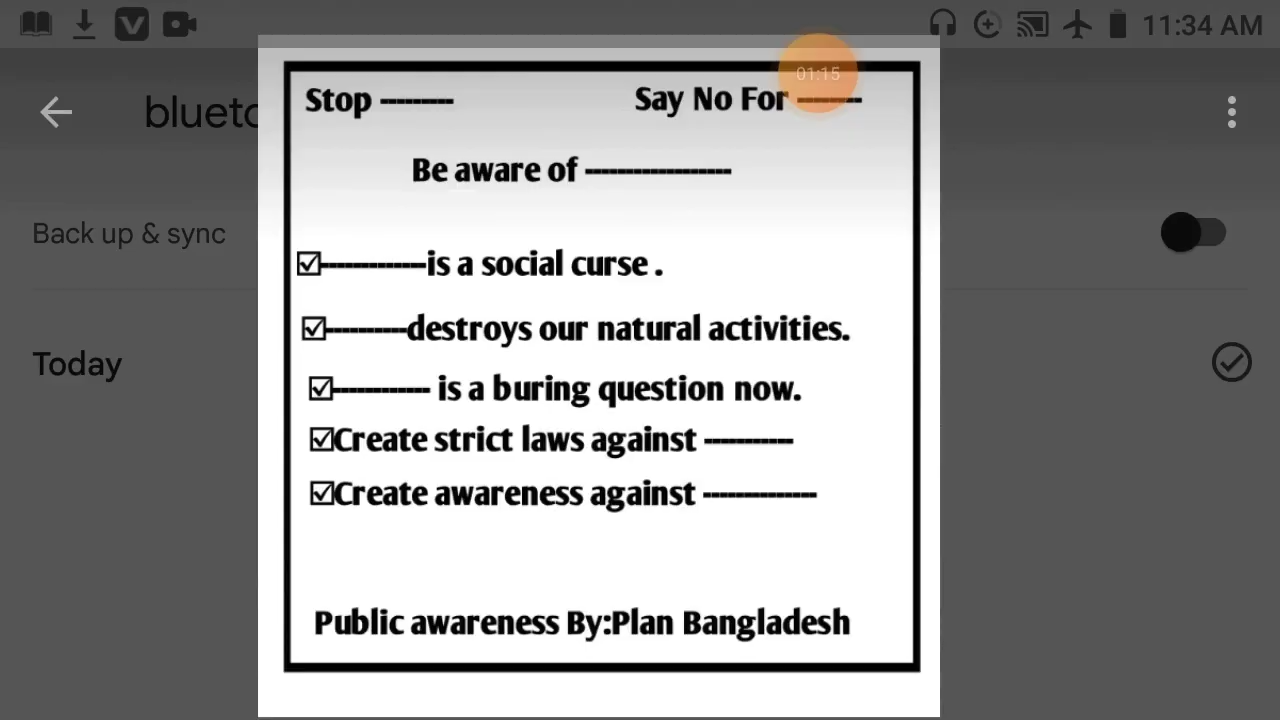 11:34 AM
01:15
blueto
Stop ---------
Say No For --------
Be aware of ------------------
Back up & sync
☑-------------is a social curse .
☑----------destroys our natural activities.
Today
☑------------ is a buring question now.
☑Create strict laws against -----------
☑Create awareness against --------------
Public awareness By:Plan Bangladesh